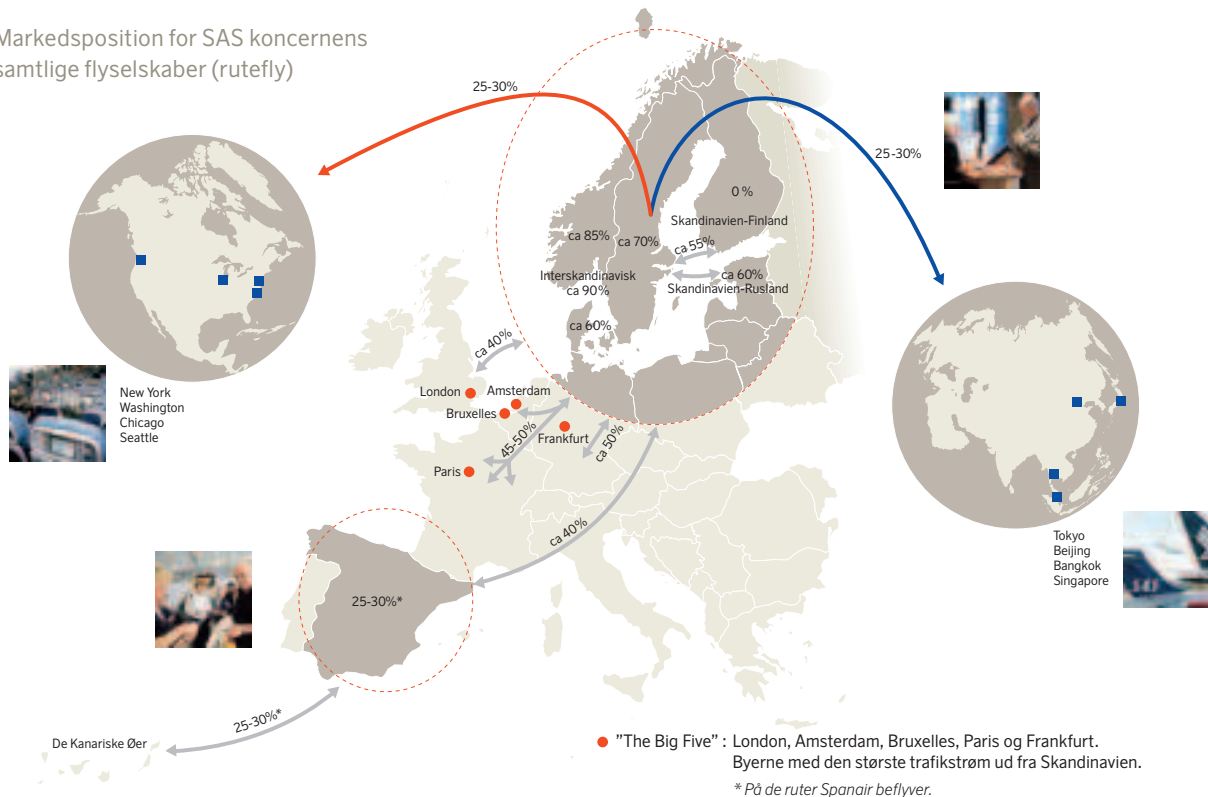 Markedsposition for SAS koncernens
samtlige flyselskaber (rutefly)
25-30%
25-30%
0 %
Skandinavien-Finland
ca 85%
ca 70%
ca 55%
Interskandinavisk
ca 90%
ca 60%
Skandinavien-Rusland
ca 60%
ca 40%
New York
Washington
Chicago
Seattle
London
Amsterdam
Bruxelles
Frankfurt
45-50%
ca 50%
Paris
ca 40%
Tokyo
Beijing
Bangkok
Singapore
25-30%*
25-30%*
De Kanariske Øer
"The Big Five" : London, Amsterdam, Bruxelles, Paris og Frankfurt.
Byerne med den største trafikstrøm ud fra Skandinavien.
* På de ruter Spanair beflyver.